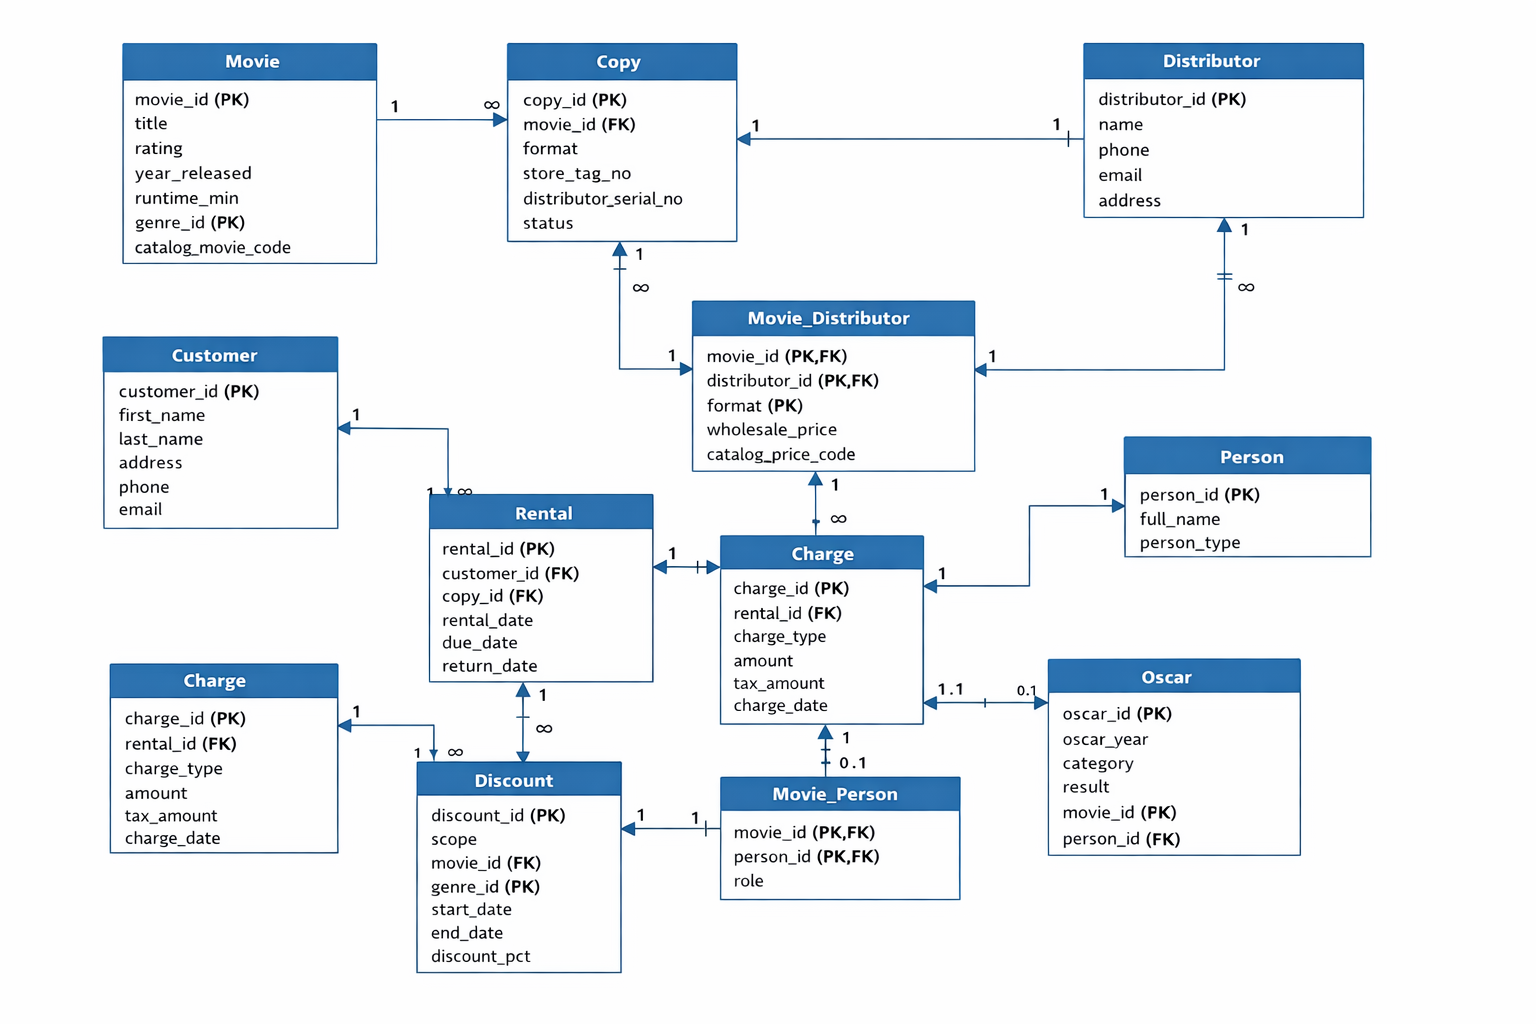 Movie
movie_id (PK)
title
rating
year_released
runtime_min
genre_id (PK)
catalog_movie_code
1
∞
Copy
copy_id (PK)
movie_id (FK)
format
store_tag_no
distributor_serial_no
status
1
1
Distributor
distributor_id (PK)
name
phone
email
address
1
∞
1
∞
Movie_Distributor
movie_id (PK,FK)
distributor_id (PK,FK)
format (PK)
wholesale_price
catalog_price_code
1
1
Customer
customer_id (PK)
first_name
last_name
address
phone
email
1
1
∞
Rental
rental_id (PK)
customer_id (FK)
copy_id (FK)
rental_date
due_date
return_date
1
1
∞
Charge
charge_id (PK)
rental_id (FK)
charge_type
amount
tax_amount
charge_date
1
1
Person
person_id (PK)
full_name
person_type
1.1
0.1
Oscar
oscar_id (PK)
oscar_year
category
result
movie_id (PK)
person_id (FK)
Charge
charge_id (PK)
rental_id (FK)
charge_type
amount
tax_amount
charge_date
1
1
∞
1
∞
Discount
discount_id (PK)
scope
movie_id (FK)
genre_id (PK)
start_date
end_date
discount_pct
1
1
1
0.1
Movie_Person
movie_id (PK,FK)
person_id (PK,FK)
role